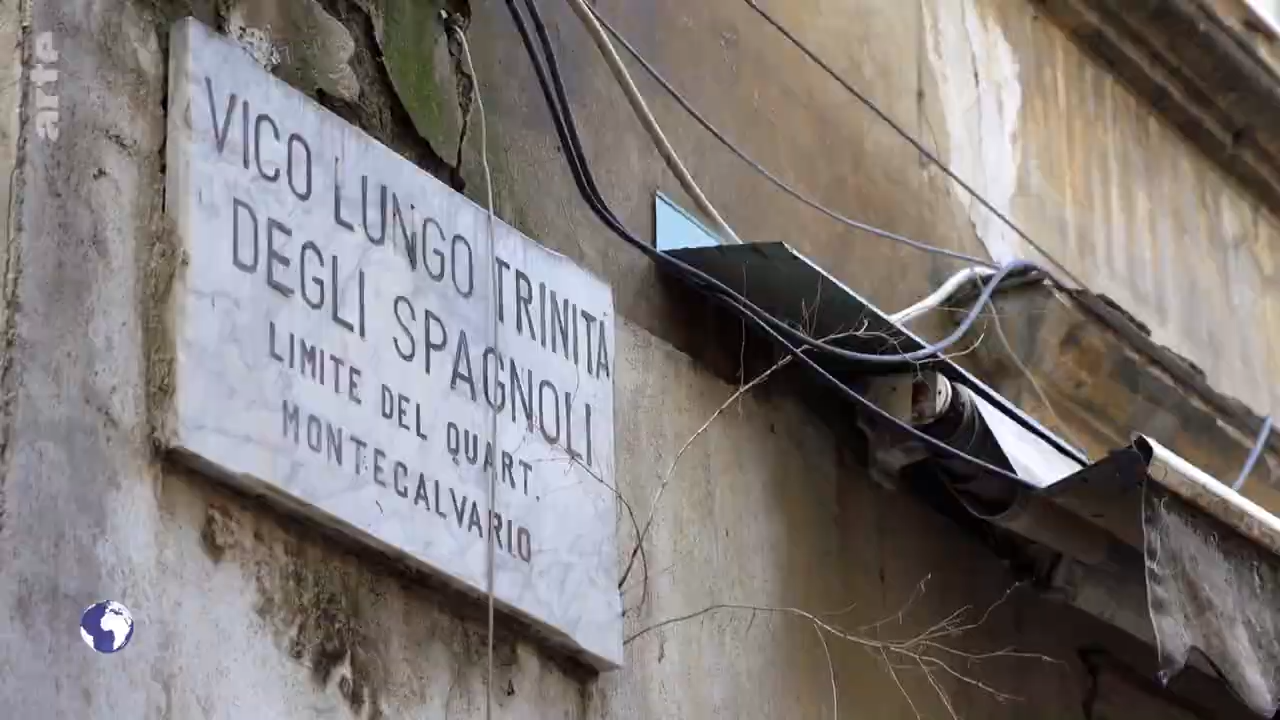 arte
VICO LUNGO TRINITÀ
DEGLI SPAGNOLI
LIMITE DEL QUART.
MONTECALVARIO